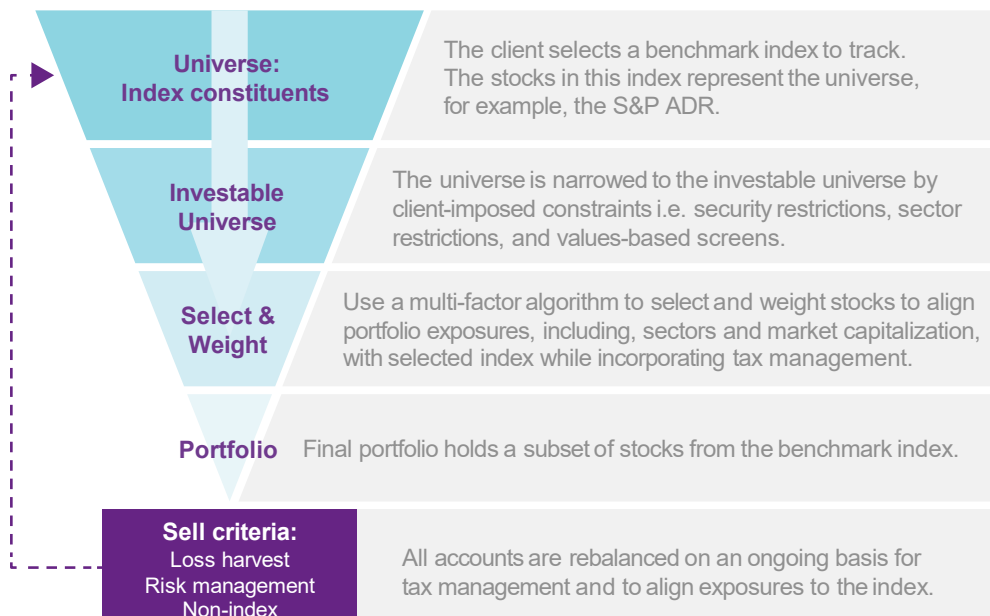 Universe:
Index constituents
The client selects a benchmark index to track.
The stocks in this index represent the universe,
for example, the S&P ADR.
Investable
Universe
The universe is narrowed to the investable universe by
client-imposed constraints i.e. security restrictions, sector
restrictions, and values-based screens.
Select &
Weight
Use a multi-factor algorithm to select and weight stocks to align
portfolio exposures, including, sectors and market capitalization,
with selected index while incorporating tax management.
Portfolio
Final portfolio holds a subset of stocks from the benchmark index.
Sell criteria:
Loss harvest
Risk management
Non-index
All accounts are rebalanced on an ongoing basis for
tax management and to align exposures to the index.